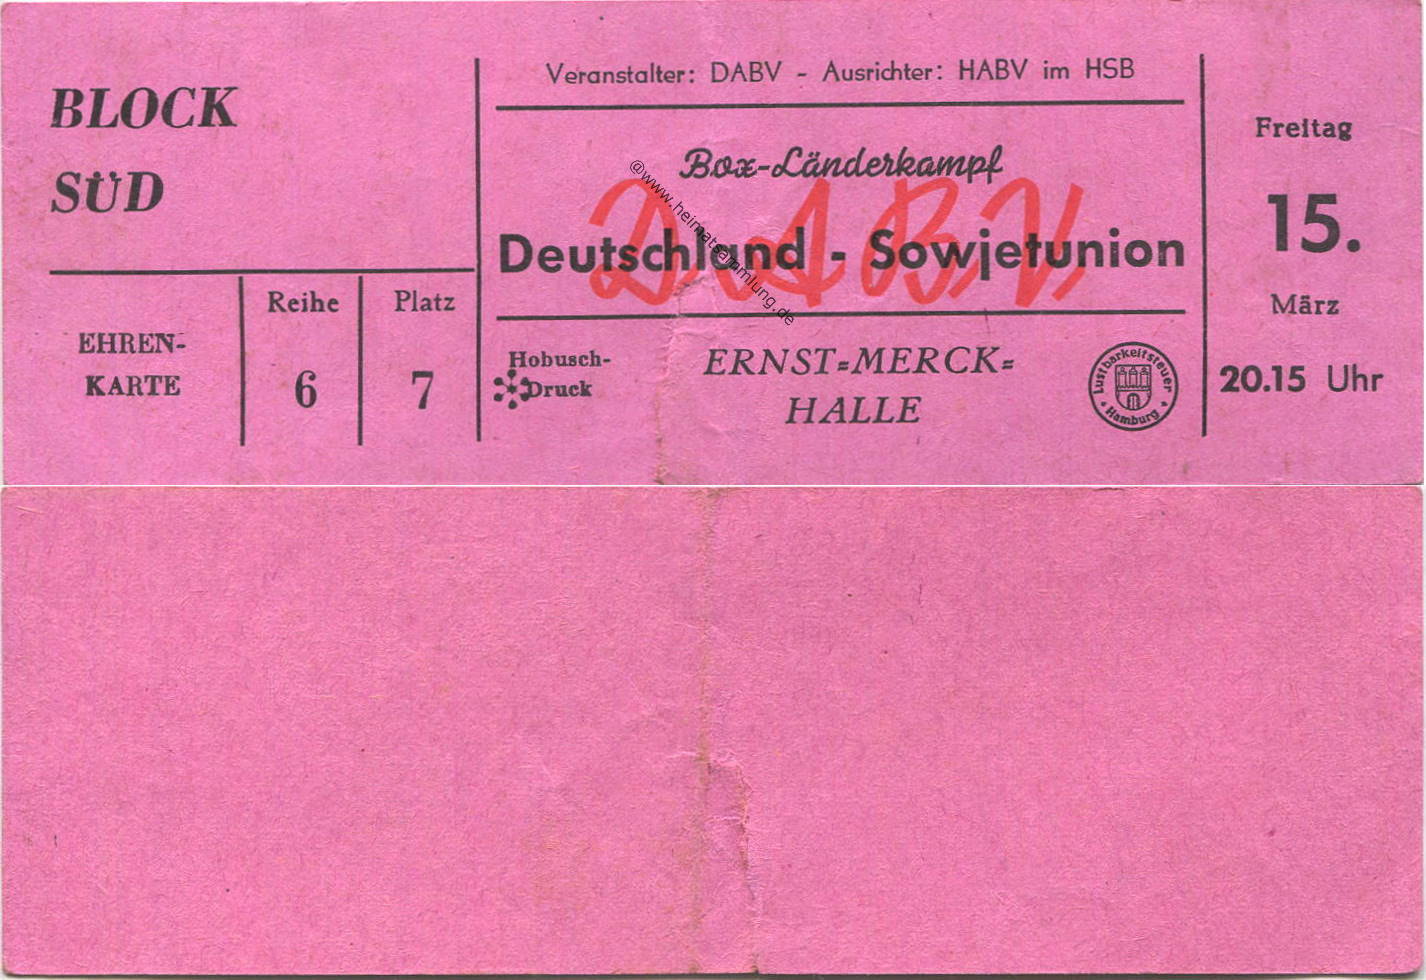 BLOCK
SÜD
EHREN-
KARTE
Reihe
6
Platz
7
Veranstalter: DABV - Ausrichter: HABV im HSB
Box-Länderkampf
D.A.B.V.
Deutschland - Sowjetunion
Hobusch-
Druck
ERNST=MERCK=
HALLE
Lustbarkeitsteuer
Hamburg
Freitag
15.
März
20.15 Uhr
@www.heimatsammlung.de